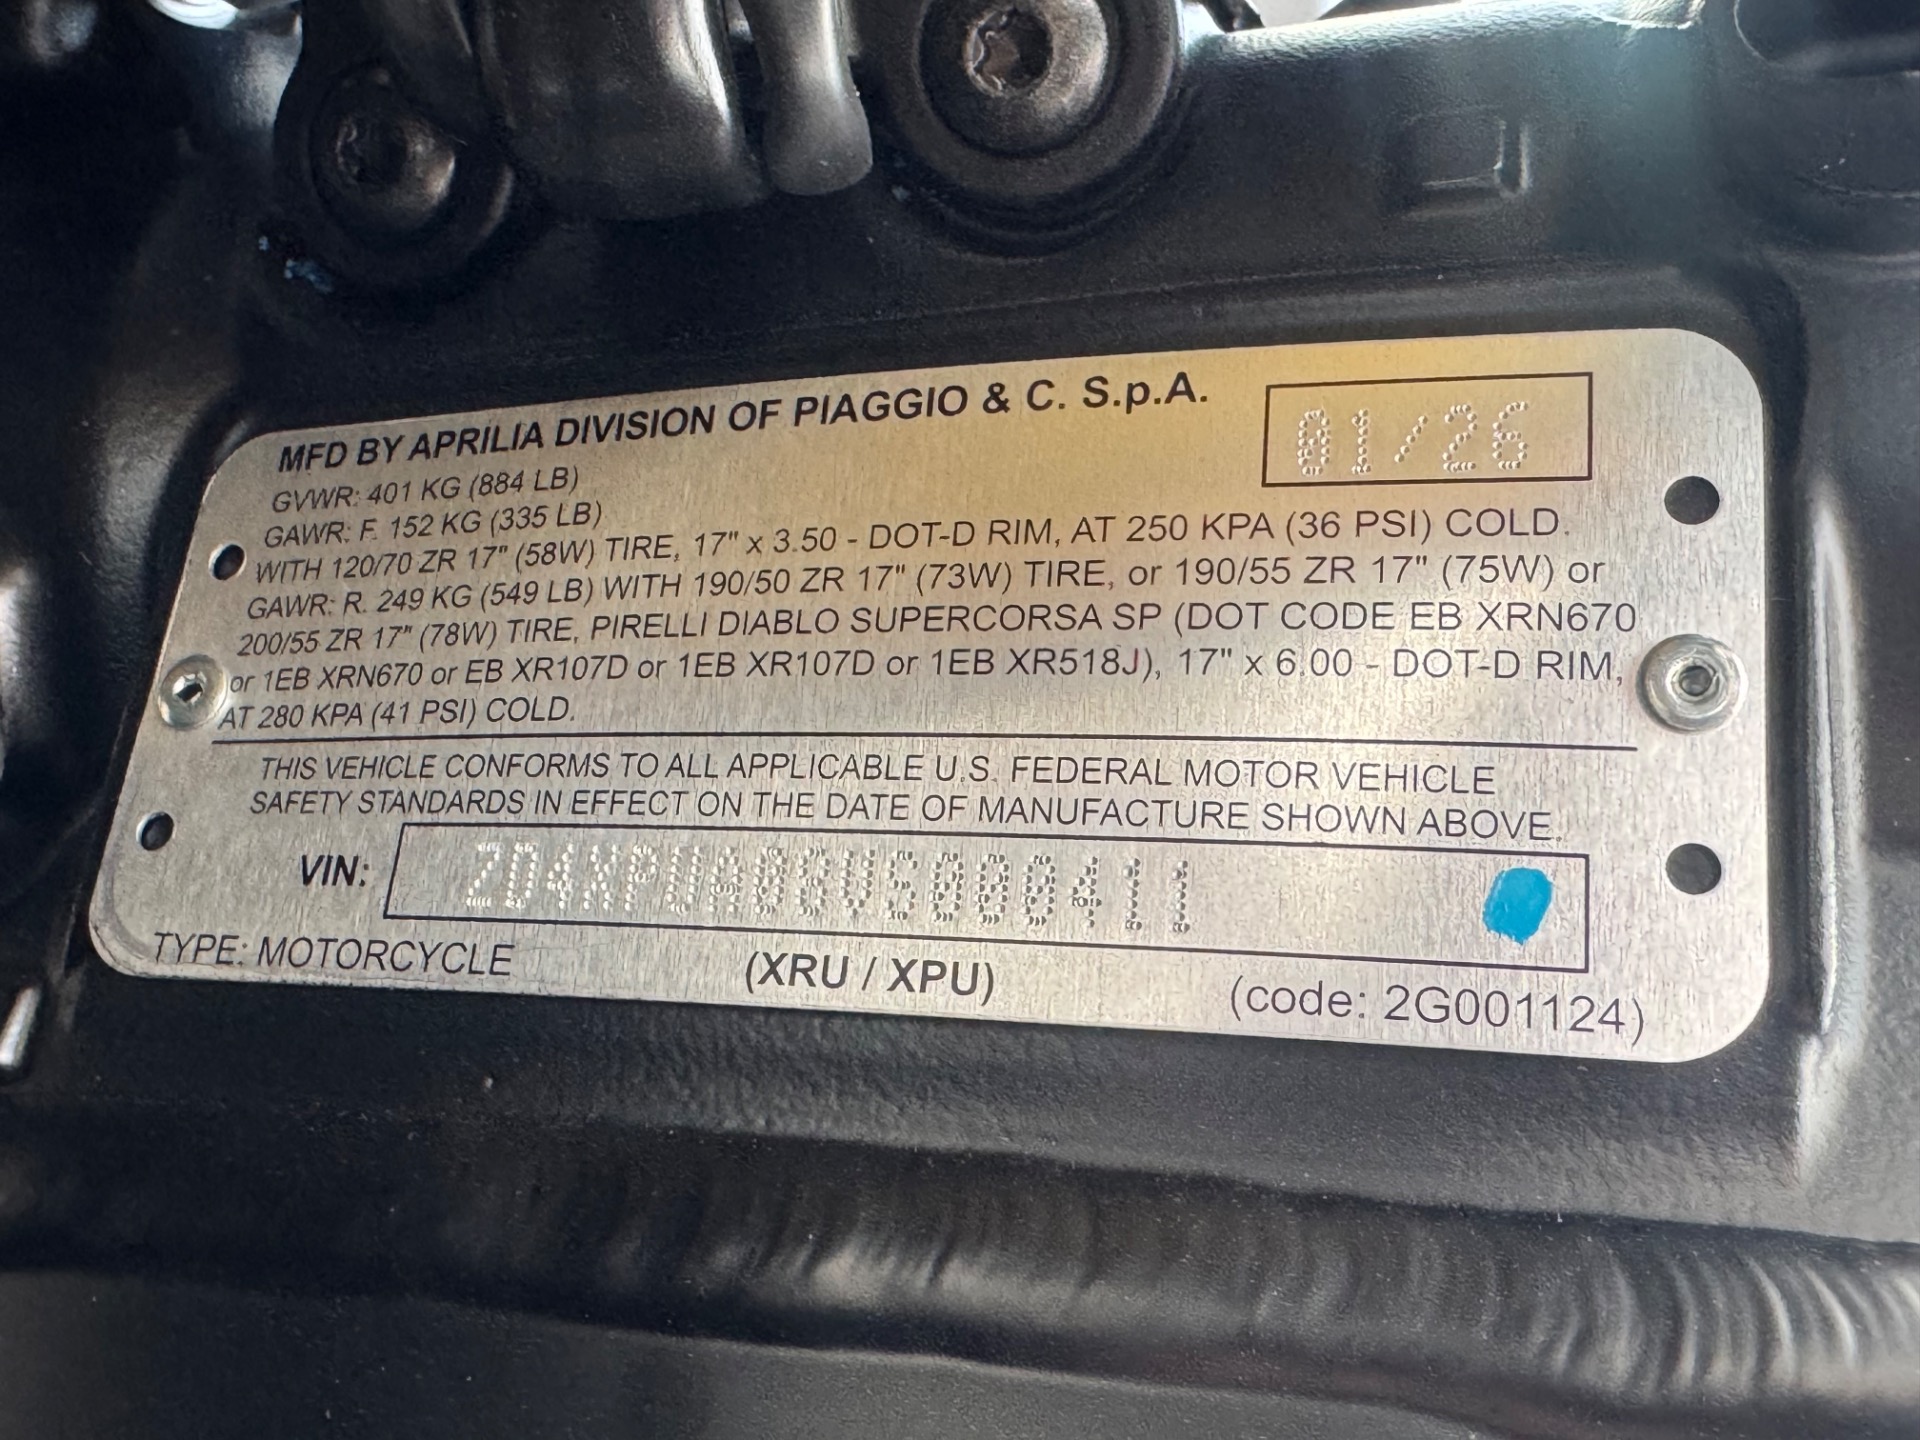 MFD BY APRILIA DIVISION OF PIAGGIO & C. S.p.A.
01/26
GVWR: 401 KG (884 LB)
GAWR: F. 152 KG (335 LB)
WITH 120/70 ZR 17" (58W) TIRE, 17" x 3.50 - DOT-D RIM, AT 250 KPA (36 PSI) COLD.
GAWR: R. 249 KG (549 LB) WITH 190/50 ZR 17" (73W) TIRE, or 190/55 ZR 17" (75W) or
200/55 ZR 17" (78W) TIRE, PIRELLI DIABLO SUPERCORSA SP (DOT CODE EB XRN670
or 1EB XRN670 or EB XR107D or 1EB XR107D or 1EB XR518J), 17" x 6.00 - DOT-D RIM,
AT 280 KPA (41 PSI) COLD.
THIS VEHICLE CONFORMS TO ALL APPLICABLE U.S. FEDERAL MOTOR VEHICLE
SAFETY STANDARDS IN EFFECT ON THE DATE OF MANUFACTURE SHOWN ABOVE.
VIN: ZD4XPUA08VS000411
TYPE: MOTORCYCLE (XRU / XPU) (code: 2G001124)